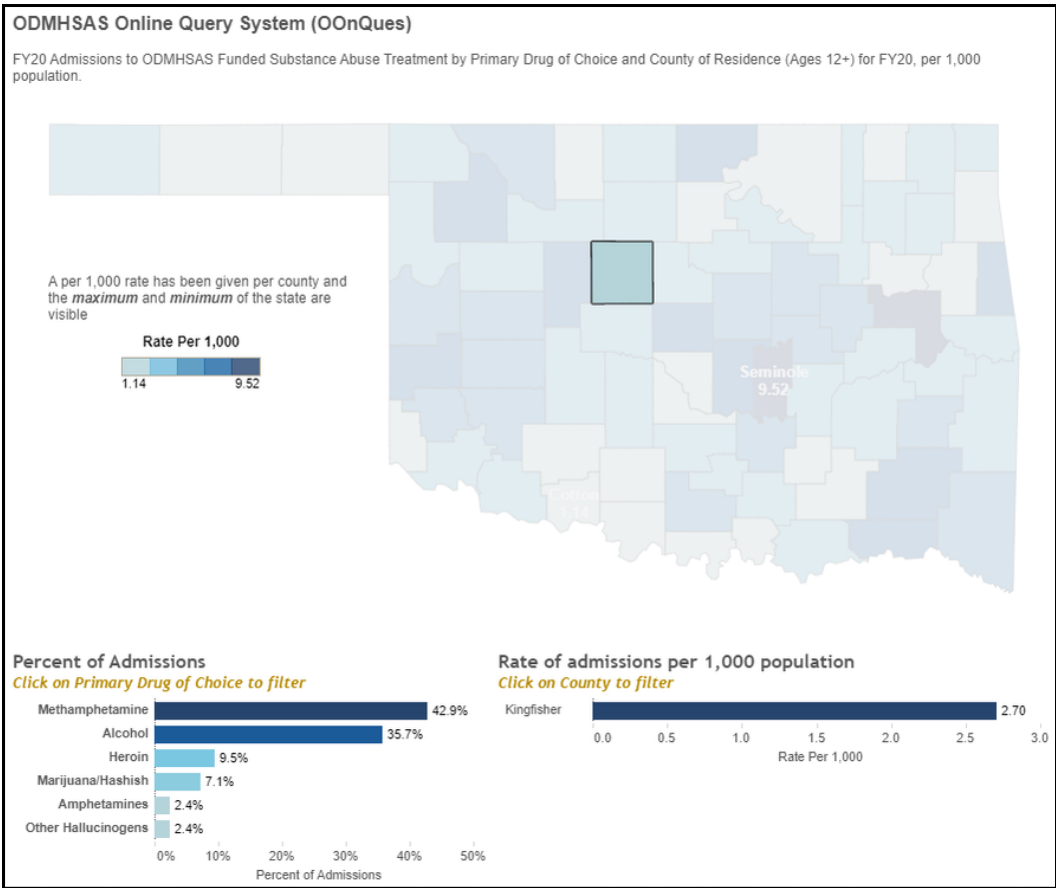 ODMHSAS Online Query System (OOnQues)
FY20 Admissions to ODMHSAS Funded Substance Abuse Treatment by Primary Drug of Choice and County of Residence (Ages 12+) for FY20, per 1,000
population.
A per 1,000 rate has been given per county and
the maximum and minimum of the state are
visible
Rate Per 1,000
1.14 9.52
Seminole
9.52
Cotton
1.14
Percent of Admissions
Click on Primary Drug of Choice to filter
Methamphetamine 42.9%
Alcohol 35.7%
Heroin 9.5%
Marijuana/Hashish 7.1%
Amphetamines 2.4%
Other Hallucinogens 2.4%
0% 10% 20% 30% 40% 50%
Percent of Admissions
Rate of admissions per 1,000 population
Click on County to filter
Kingfisher 2.70
0.0 0.5 1.0 1.5 2.0 2.5 3.0
Rate Per 1,000